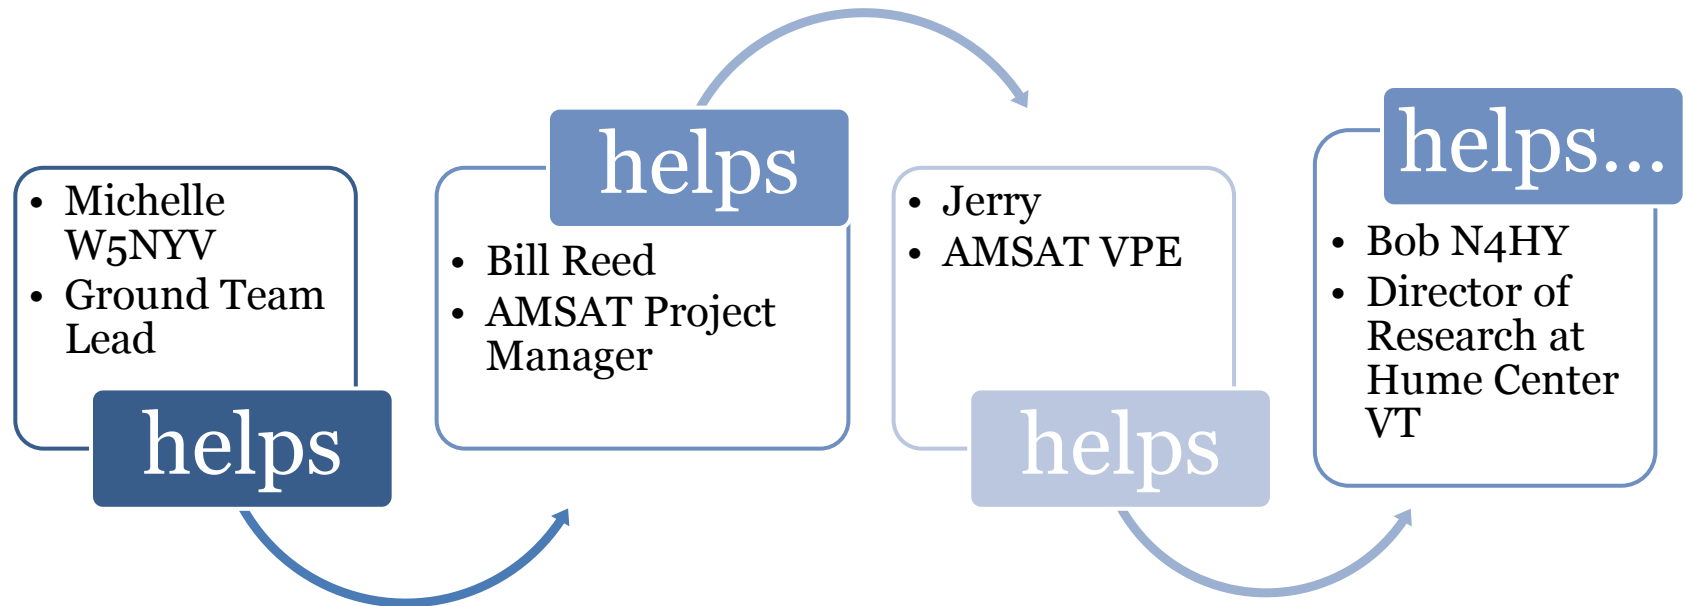 • Michelle
W5NYV
• Ground Team
Lead
helps
helps
• Bill Reed
• AMSAT Project
Manager
• Jerry
• AMSAT VPE
helps
helps...
• Bob N4HY
• Director of
Research at
Hume Center
VT